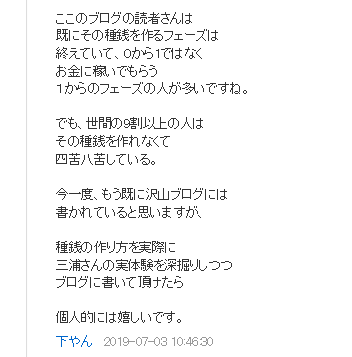 ここのブログの読者さんは
既にその種銭を作るフェーズは
終えていて、0から1ではなく
お金に稼いでもらう
1からのフェーズの人が多いですね。
でも、世間の9割以上の人は
その種銭を作れなくて
四苦八苦している。
今一度、もう既に沢山ブログには
書かれていると思いますが、
種銭の作り方を実際に
三浦さんの実体験を深掘りしつつ
ブログに書いて頂けたら
個人的には嬉しいです。
下やん 2019-07-03 10:46:30